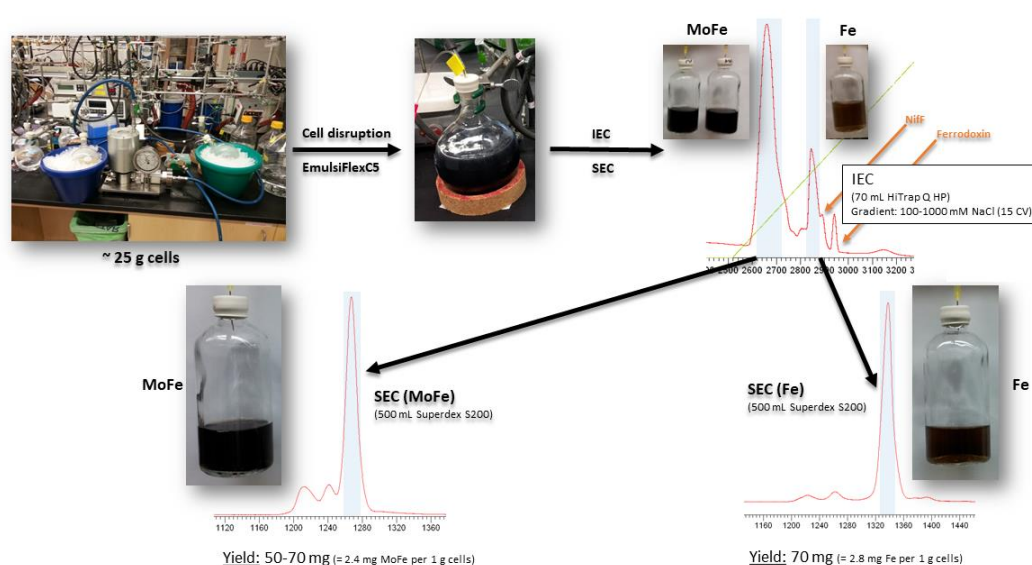 MoFe
Fe
Cell disruption
EmulsiFlexC5
IEC
SEC
NifF
Ferrodoxin
IEC
(70 mL HiTrap Q HP)
Gradient: 100-1000 mM NaCl (15 CV)
~ 25 g cells
2600 2700 2800 2900 3000 3100 3200
MoFe
SEC (MoFe)
(500 mL Superdex S200)
SEC (Fe)
(500 mL Superdex S200)
Fe
1120 1160 1200 1240 1280 1320 1360
1120 1160 1200 1240 1280 1320 1360 1400 1440
Yield: 50-70 mg (= 2.4 mg MoFe per 1 g cells)
Yield: 70 mg (= 2.8 mg Fe per 1 g cells)